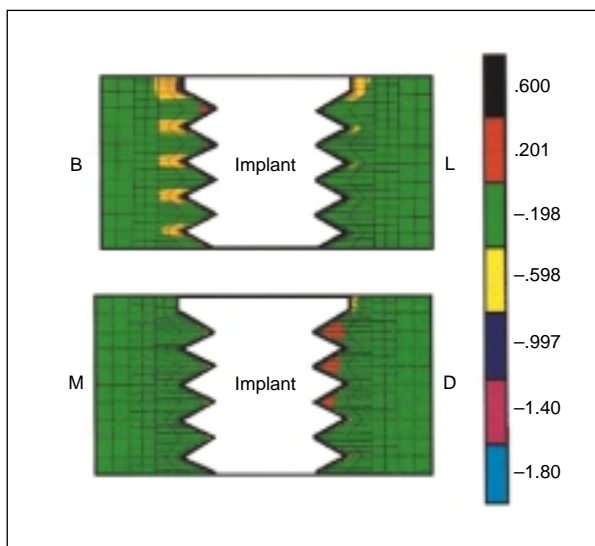 B
Implant
L
M
Implant
D
.600
.201
–.198
–.598
–.997
–1.40
–1.80